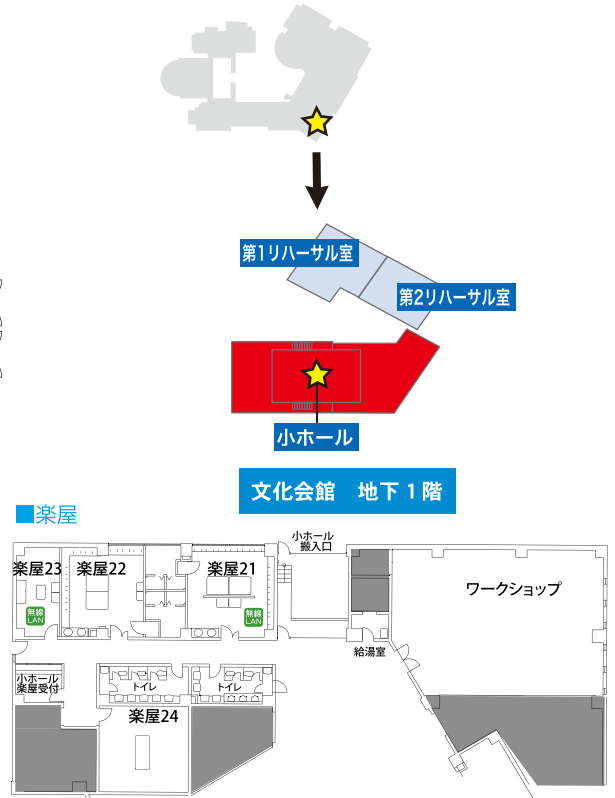 第1リハーサル室
第2リハーサル室
小ホール
文化会館　地下1階
■楽屋
小ホール
搬入口
楽屋23
楽屋22
楽屋21
ワークショップ
無線
LAN
無線
LAN
給湯室
小ホール
楽屋受付
トイレ
トイレ
楽屋24